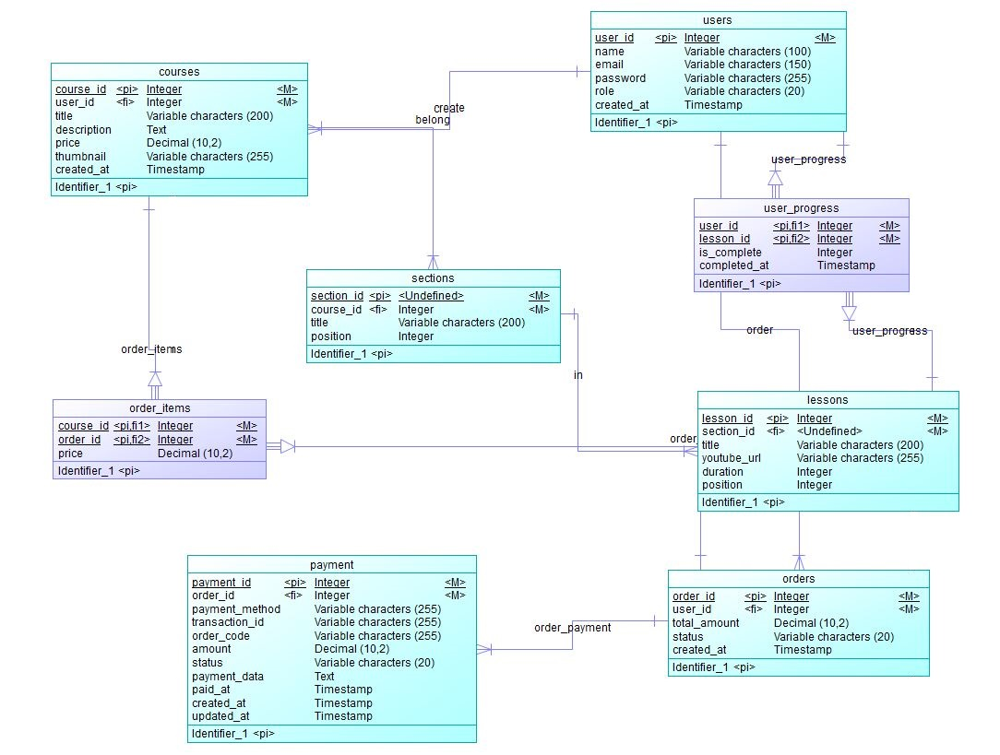 users
user_id <pi> Integer <M>
name Variable characters (100)
email Variable characters (150)
password Variable characters (255)
role Variable characters (20)
created_at Timestamp
Identifier_1 <pi>
courses
course_id <pi> Integer <M>
user_id <fi> Integer <M>
title Variable characters (200)
description Text
price Decimal (10,2)
thumbnail Variable characters (255)
created_at Timestamp
Identifier_1 <pi>
create
belong
user_progress
user_progress
user_id <pi,fi1> Integer <M>
lesson_id <pi,fi2> Integer <M>
is_complete Integer
completed_at Timestamp
Identifier_1 <pi>
sections
section_id <pi> <Undefined> <M>
course_id <fi> Integer <M>
title Variable characters (200)
position Integer
Identifier_1 <pi>
order
user_progress
order_items
in
order_items
course_id <pi,fi1> Integer <M>
order_id <pi,fi2> Integer <M>
price Decimal (10,2)
Identifier_1 <pi>
order
lessons
lesson_id <pi> Integer <M>
section_id <fi> <Undefined> <M>
title Variable characters (200)
youtube_url Variable characters (255)
duration Integer
position Integer
Identifier_1 <pi>
payment
payment_id <pi> Integer <M>
order_id <fi> Integer <M>
payment_method Variable characters (255)
transaction_id Variable characters (255)
order_code Variable characters (255)
amount Decimal (10,2)
status Variable characters (20)
payment_data Text
paid_at Timestamp
created_at Timestamp
updated_at Timestamp
Identifier_1 <pi>
order_payment
orders
order_id <pi> Integer <M>
user_id <fi> Integer <M>
total_amount Decimal (10,2)
status Variable characters (20)
created_at Timestamp
Identifier_1 <pi>